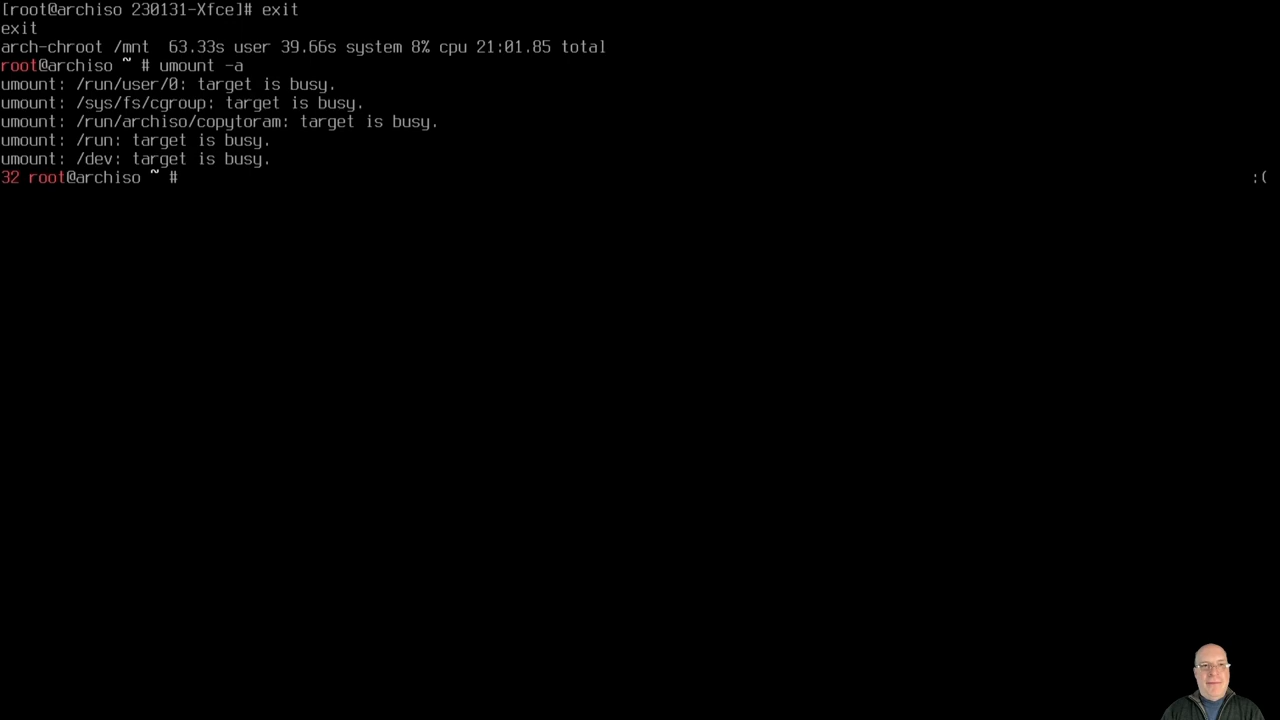 [root@archiso 230131-Xfce]# exit
exit
arch-chroot /mnt  63.33s user 39.66s system 8% cpu 21:01.85 total
root@archiso ~ # umount -a
umount: /run/user/0: target is busy.
umount: /sys/fs/cgroup: target is busy.
umount: /run/archiso/copytoram: target is busy.
umount: /run: target is busy.
umount: /dev: target is busy.
32 root@archiso ~ # :(